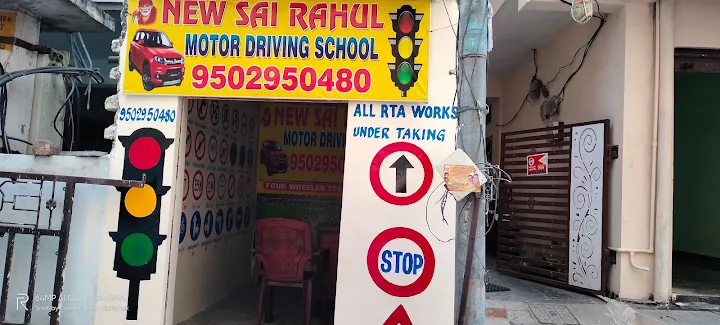 NEW SAI RAHUL
MOTOR DRIVING SCHOOL
9502950480
9502950480
ALL RTA WORKS
UNDER TAKING
NEW SAI
MOTOR DRIVI
950295
FOUR WHEELER
STOP